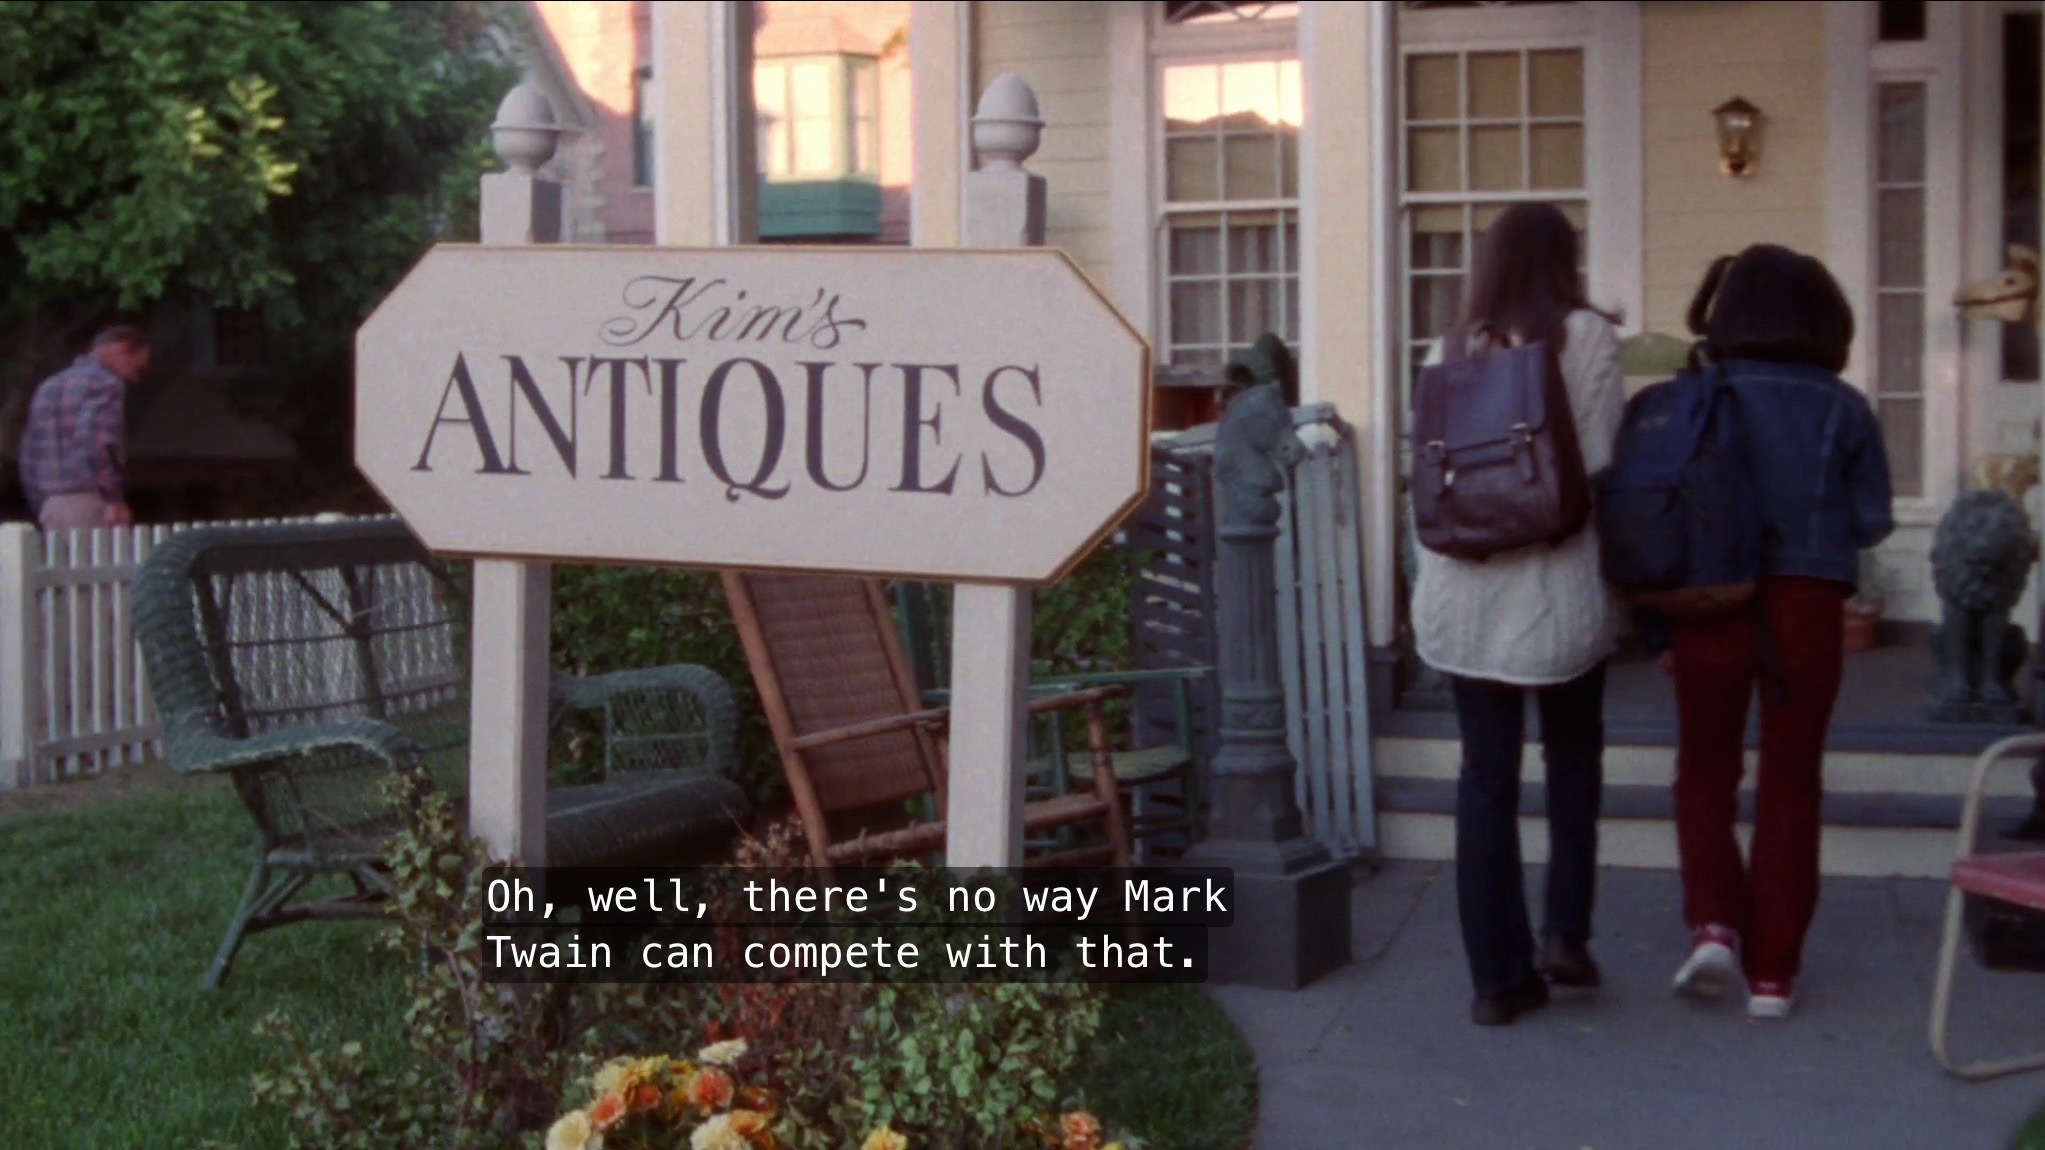 Kim's
ANTIQUES
Oh, well, there's no way Mark
Twain can compete with that.